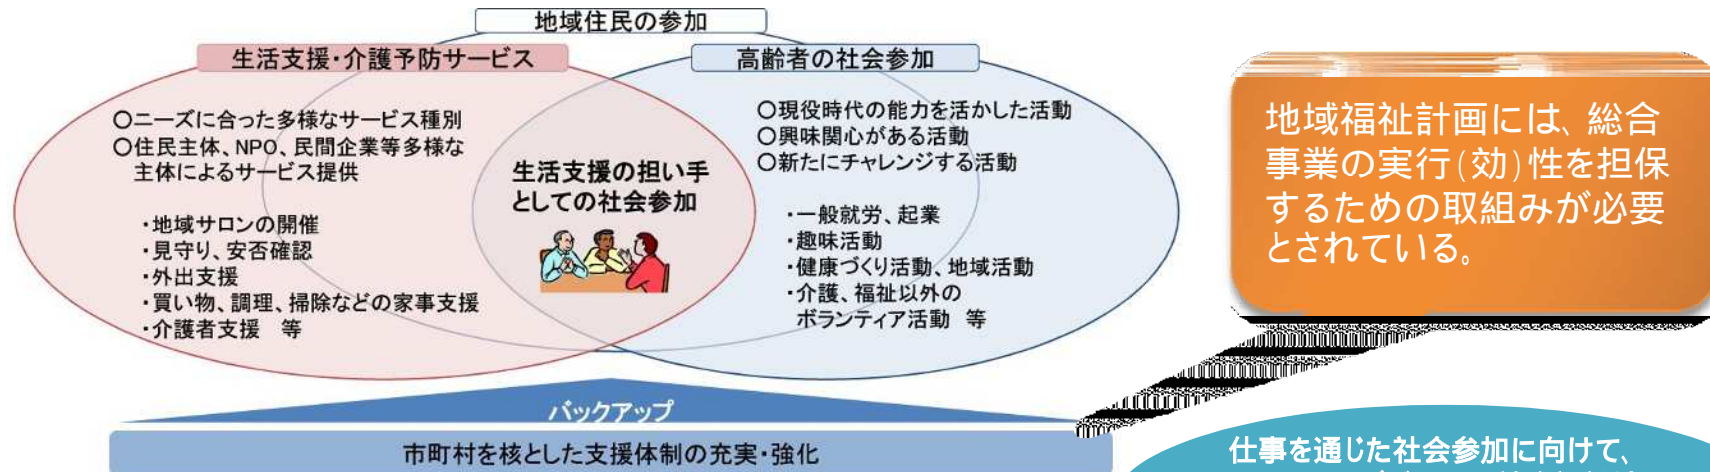 地域住民の参加
生活支援・介護予防サービス
高齢者の社会参加
〇ニーズに合った多様なサービス種別
〇住民主体、NPO、民間企業等多様な
主体によるサービス提供
・地域サロンの開催
・見守り、安否確認
・外出支援
・買い物、調理、掃除などの家事支援
・介護者支援　等
生活支援の担い手
としての社会参加
〇現役時代の能力を活かした活動
〇興味関心がある活動
〇新たにチャレンジする活動
・一般就労、起業
・趣味活動
・健康づくり活動、地域活動
・介護、福祉以外の
ボランティア活動　等
バックアップ
市町村を核とした支援体制の充実・強化
地域福祉計画には、総合
事業の実行(効)性を担保
するための取組みが必要
とされている。
仕事を通じた社会参加に向けて、